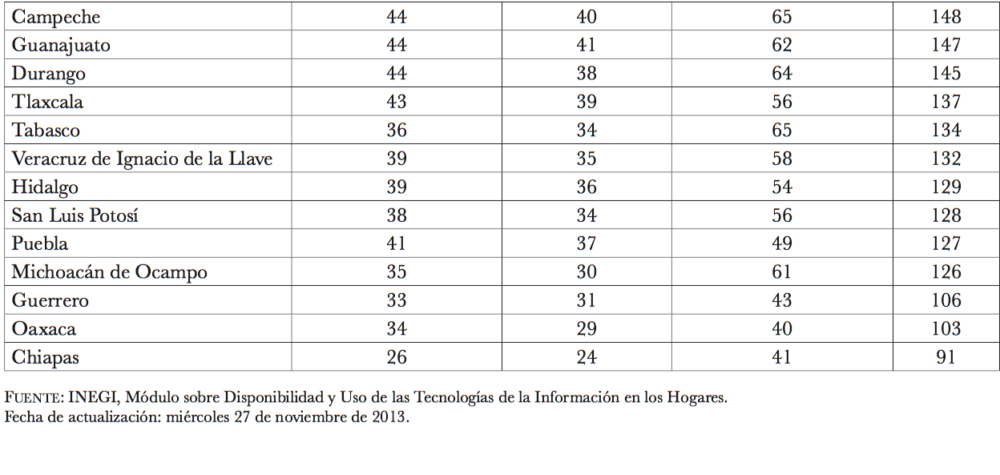 Campeche 44 40 65 148
Guanajuato 44 41 62 147
Durango 44 38 64 145
Tlaxcala 43 39 56 137
Tabasco 36 34 65 134
Veracruz de Ignacio de la Llave 39 35 58 132
Hidalgo 39 36 54 129
San Luis Potosí 38 34 56 128
Puebla 41 37 49 127
Michoacán de Ocampo 35 30 61 126
Guerrero 33 31 43 106
Oaxaca 34 29 40 103
Chiapas 26 24 41 91
FUENTE: INEGI, Módulo sobre Disponibilidad y Uso de las Tecnologías de la Información en los Hogares.
Fecha de actualización: miércoles 27 de noviembre de 2013.